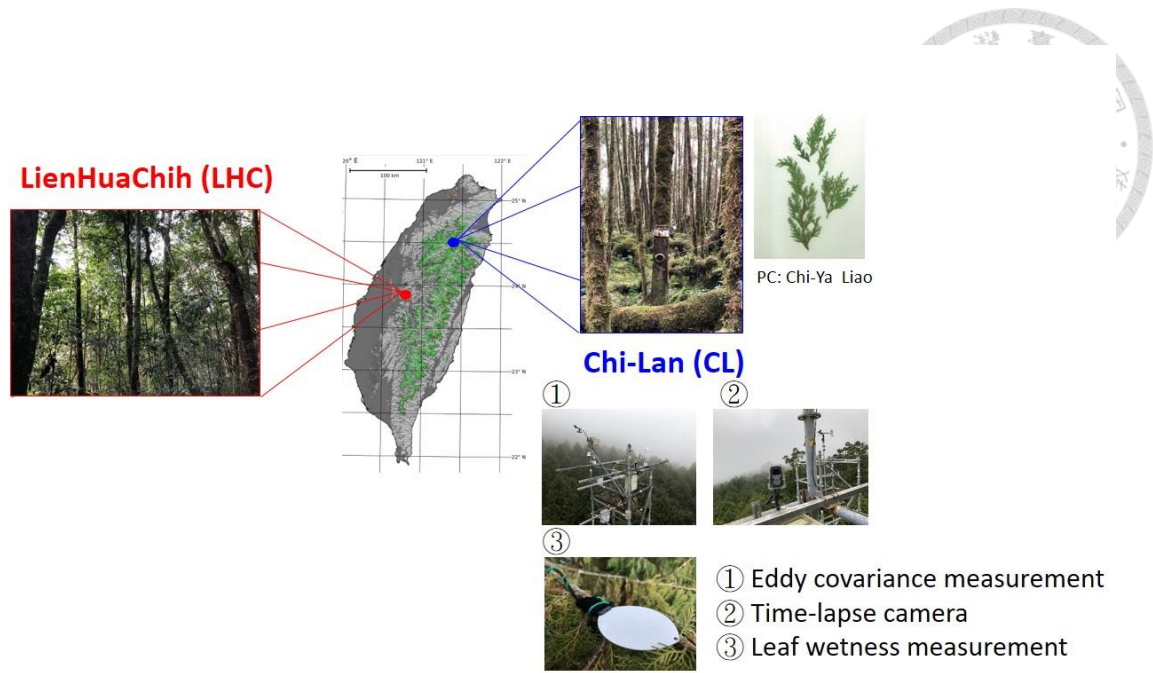 LienHuaChih (LHC)
121° E
122° E
100 km
25° N
23° N
22° N
PC: Chi-Ya Liao
Chi-Lan (CL)
①
②
③
① Eddy covariance measurement
② Time-lapse camera
③ Leaf wetness measurement